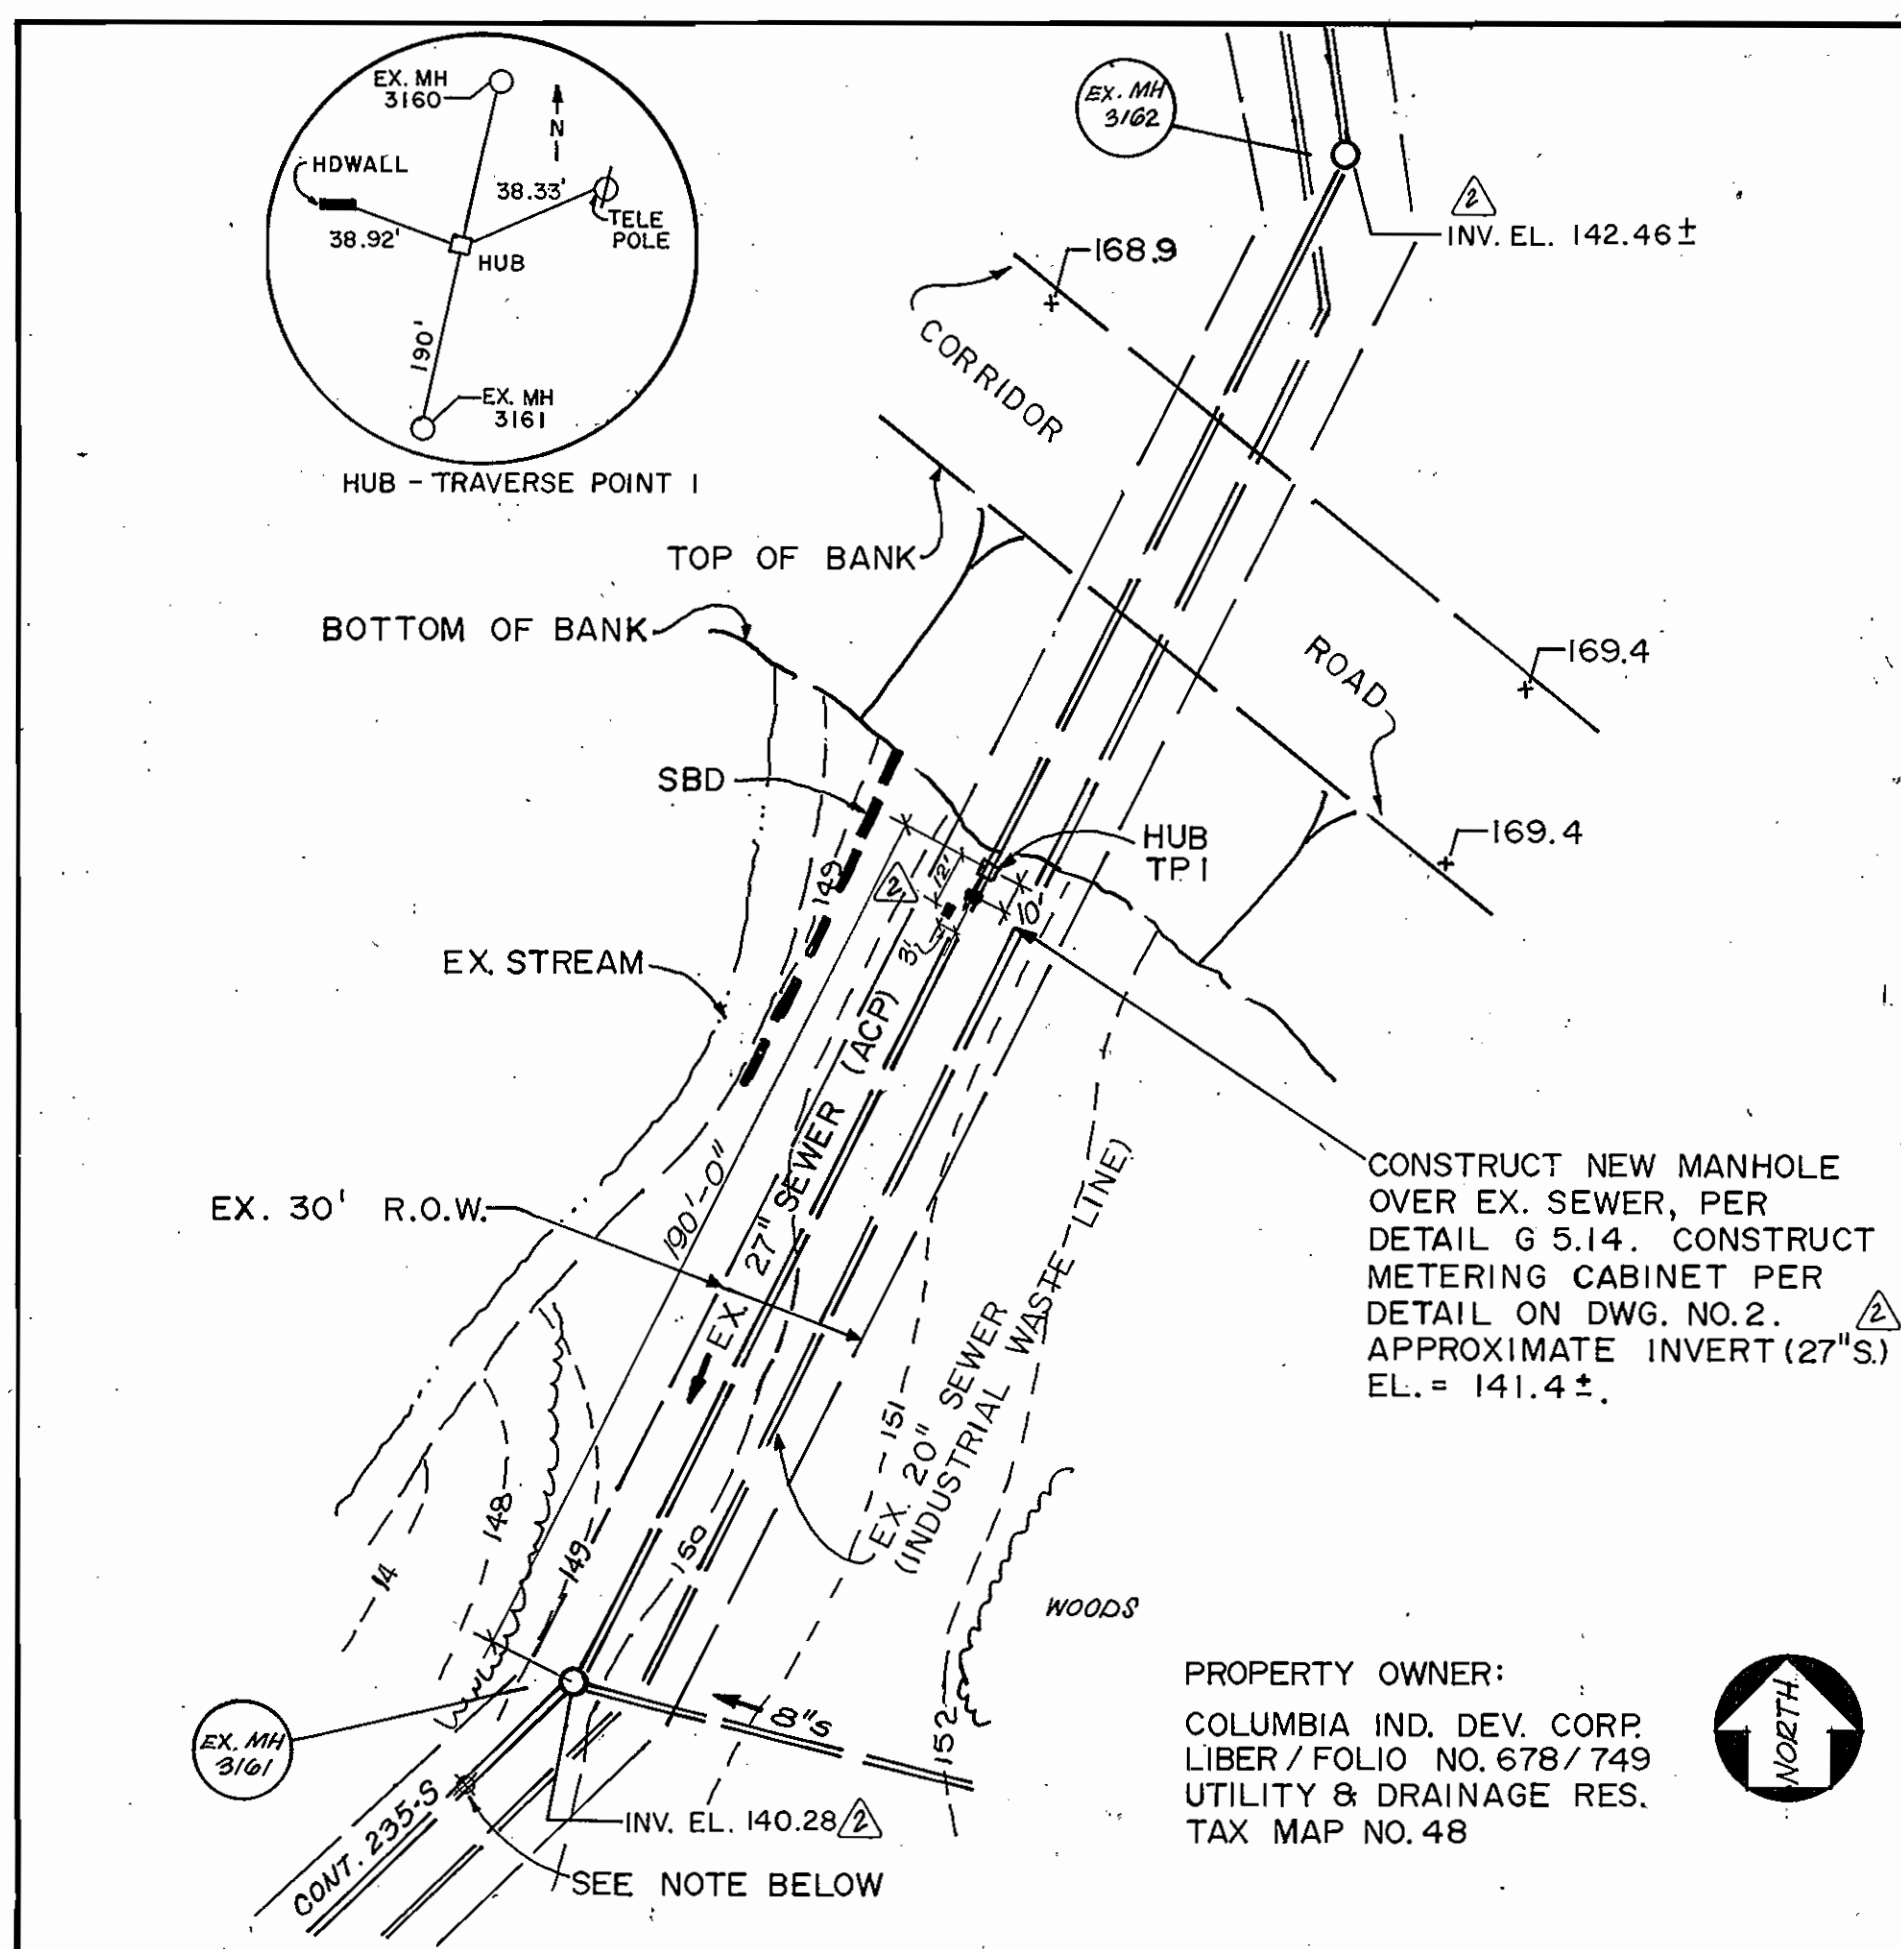 EX. MH
3160
N
HDWALL
38.33'
TELE
POLE
38.92'
HUB
190'
EX. MH
3161
HUB - TRAVERSE POINT 1
EX. MH
3162
2
INV. EL. 142.46±
168.9
CORRIDOR
TOP OF BANK
BOTTOM OF BANK
ROAD
169.4
169.4
SBD
HUB
TP 1
149
2
12'
10'
3'
EX. STREAM
CONSTRUCT NEW MANHOLE
OVER EX. SEWER, PER
DETAIL G 5.14. CONSTRUCT
METERING CABINET PER
DETAIL ON DWG. NO. 2.
2
APPROXIMATE INVERT (27"S.)
EL. = 141.4±.
EX. 30' R.O.W.
190'-0"
EX. 27" SEWER (ACP)
151
EX. 20" SEWER
(INDUSTRIAL WASTE LINE)
148
149
150
14
WOODS
8"S
152
EX. MH
3161
CONT. 235-S
INV. EL. 140.28
2
SEE NOTE BELOW
PROPERTY OWNER:
COLUMBIA IND. DEV. CORP.
LIBER / FOLIO NO. 678 / 749
UTILITY & DRAINAGE RES.
TAX MAP NO. 48
NORTH